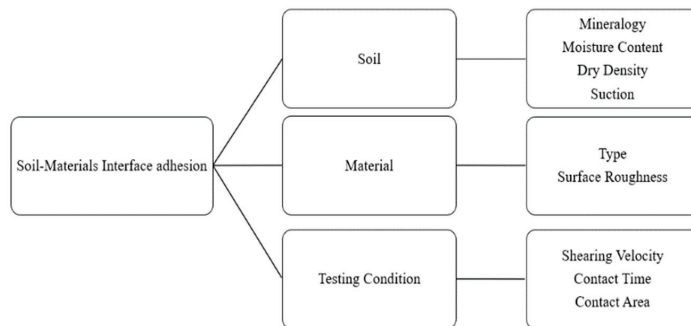 Soil-Materials Interface adhesion
Soil
Mineralogy
Moisture Content
Dry Density
Suction
Material
Type
Surface Roughness
Testing Condition
Shearing Velocity
Contact Time
Contact Area